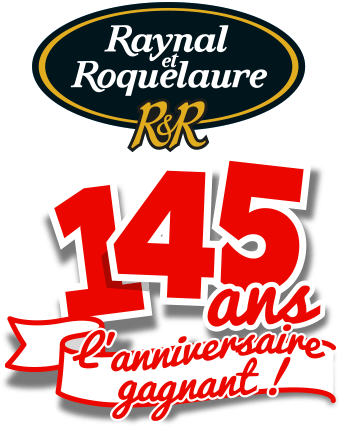 Raynal
et
Roquelaure
R&R
145
ans
l'anniversaire
gagnant !